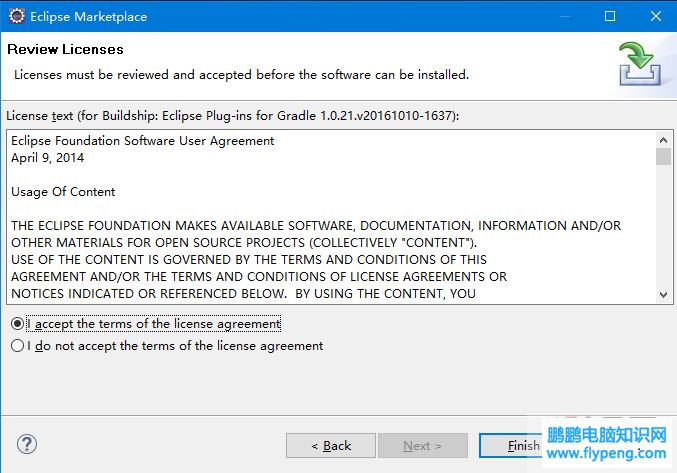 Eclipse Marketplace
Review Licenses
Licenses must be reviewed and accepted before the software can be installed.
License text (for Buildship: Eclipse Plug-ins for Gradle 1.0.21.v20161010-1637):
Eclipse Foundation Software User Agreement
April 9, 2014
Usage Of Content
THE ECLIPSE FOUNDATION MAKES AVAILABLE SOFTWARE, DOCUMENTATION, INFORMATION AND/OR
OTHER MATERIALS FOR OPEN SOURCE PROJECTS (COLLECTIVELY "CONTENT").
USE OF THE CONTENT IS GOVERNED BY THE TERMS AND CONDITIONS OF THIS
AGREEMENT AND/OR THE TERMS AND CONDITIONS OF LICENSE AGREEMENTS OR
NOTICES INDICATED OR REFERENCED BELOW.  BY USING THE CONTENT, YOU
I accept the terms of the license agreement
I do not accept the terms of the license agreement
?
< Back
Next >
Finish
鹏鹏电脑知识网
www.flypeng.com